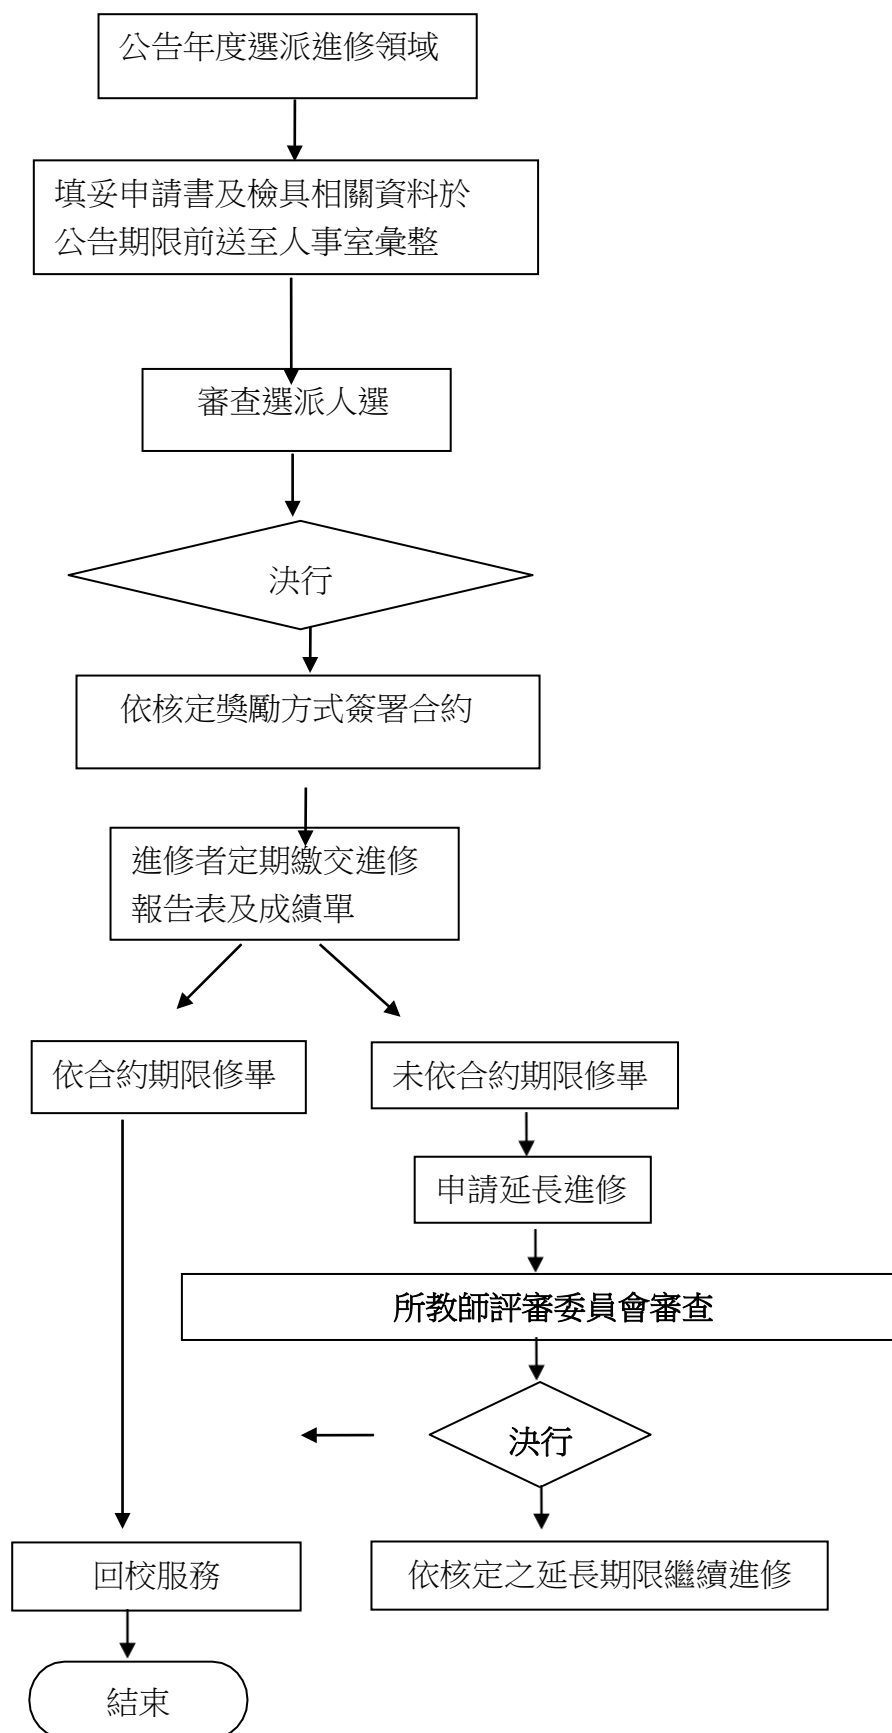 公告年度選派進修領域
填妥申請書及檢具相關資料於
公告期限前送至人事室彙整
審查選派人選
決行
依核定獎勵方式簽署合約
進修者定期繳交進修
報告表及成績單
依合約期限修畢
未依合約期限修畢
申請延長進修
所教師評審委員會審查
決行
回校服務
依核定之延長期限繼續進修
結束